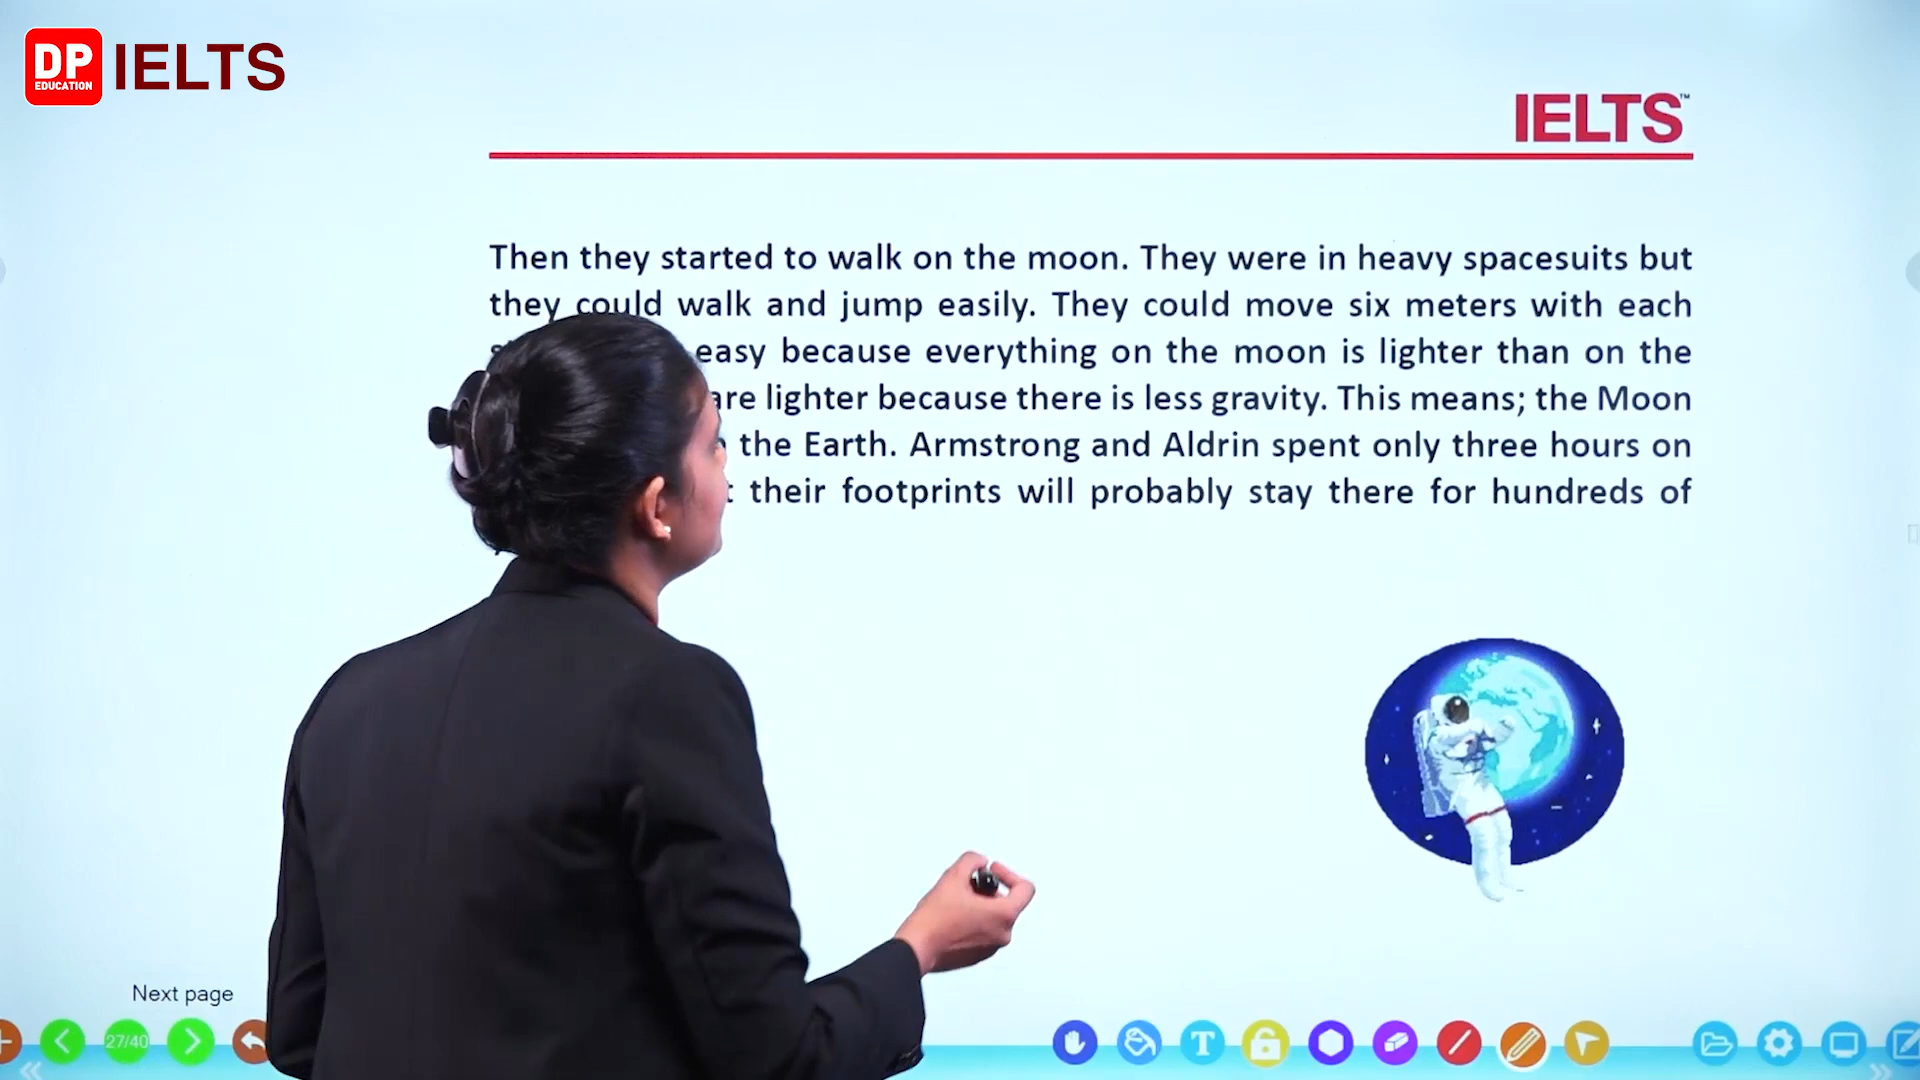 DP
EDUCATION
IELTS
IELTS™
Then they started to walk on the moon. They were in heavy spacesuits but
they could walk and jump easily. They could move six meters with each
easy because everything on the moon is lighter than on the
are lighter because there is less gravity. This means; the Moon
the Earth. Armstrong and Aldrin spent only three hours on
their footprints will probably stay there for hundreds of
Next page
27/40
T